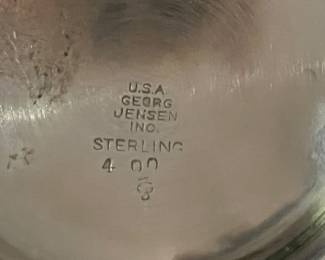 U.S.A
GEORG
JENSEN
INC.
STERLING
4 00